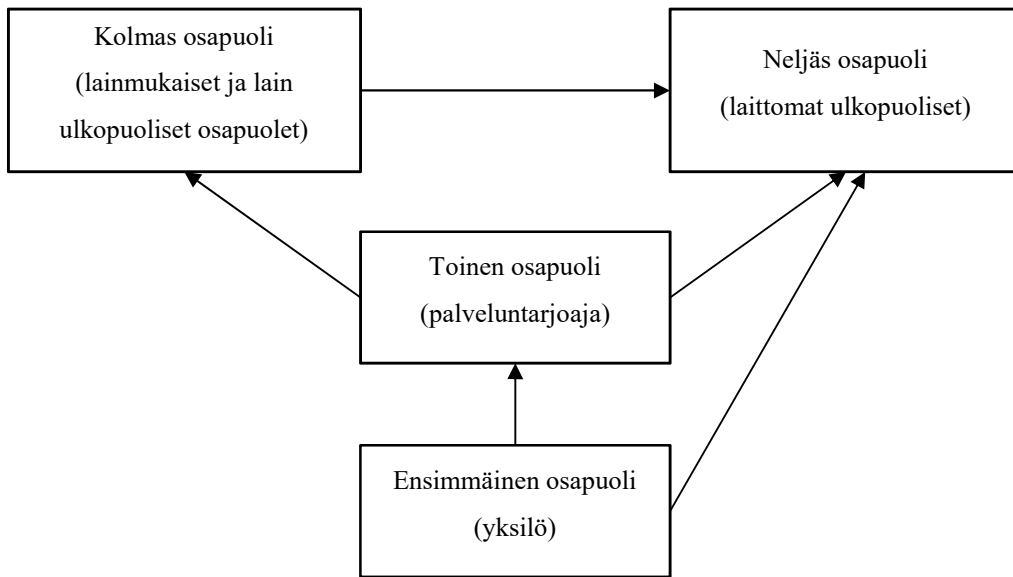 Kolmas osapuoli
(lainmukaiset ja lain
ulkopuoliset osapuolet)
Neljäs osapuoli
(laittomat ulkopuoliset)
Toinen osapuoli
(palveluntarjoaja)
Ensimmäinen osapuoli
(yksilö)